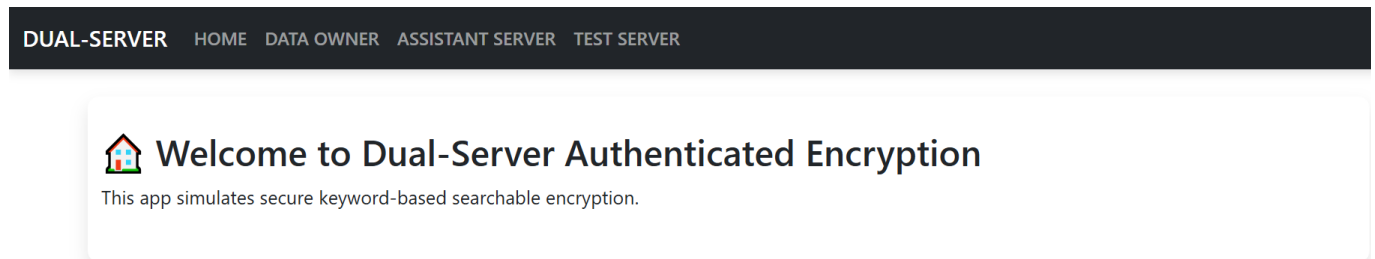 DUAL-SERVER HOME DATA OWNER ASSISTANT SERVER TEST SERVER
Welcome to Dual-Server Authenticated Encryption
This app simulates secure keyword-based searchable encryption.